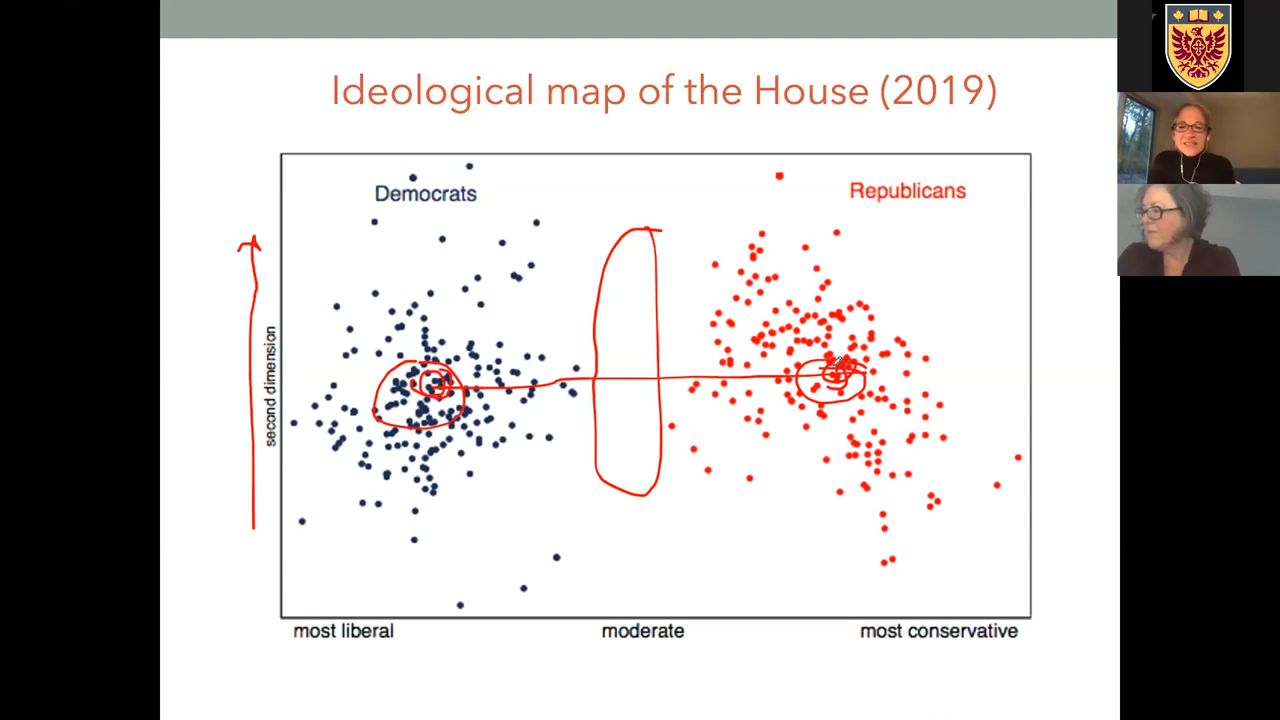 Ideological map of the House (2019)
Democrats
Republicans
second dimension
most liberal
moderate
most conservative